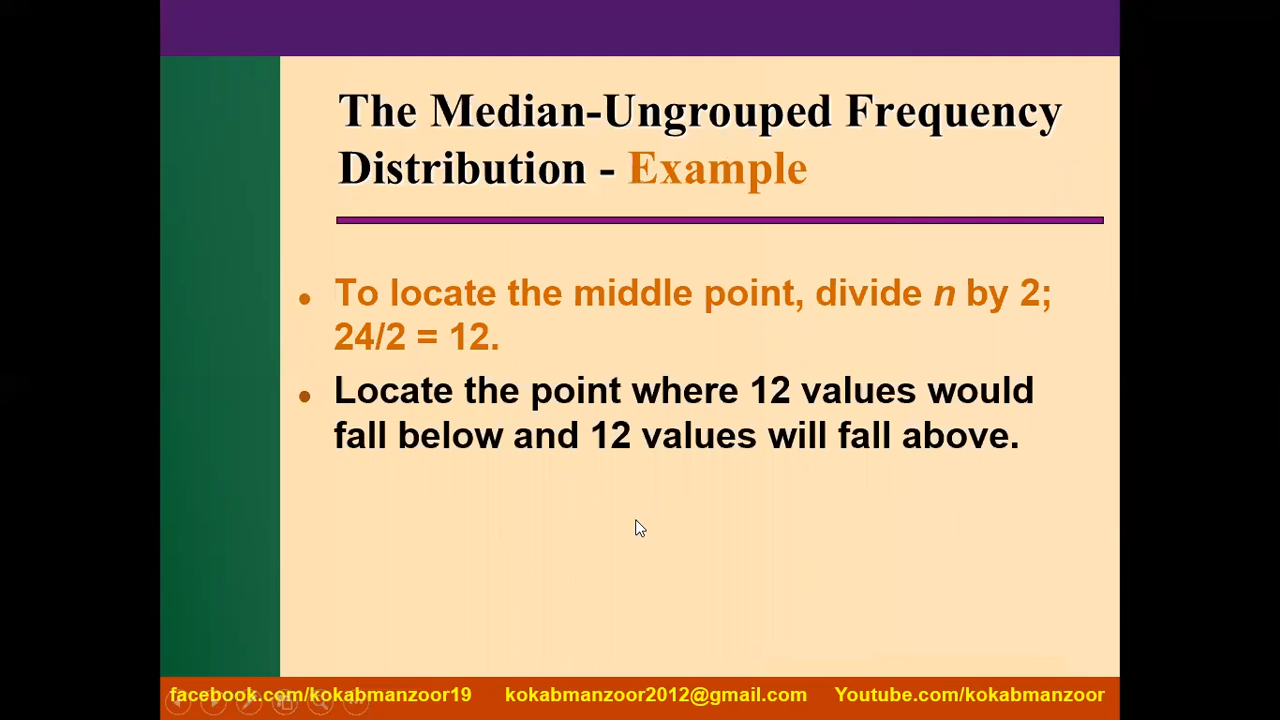 The Median-Ungrouped Frequency
Distribution - Example
• To locate the middle point, divide n by 2;
24/2 = 12.
• Locate the point where 12 values would
fall below and 12 values will fall above.
facebook.com/kokabmanzoor19 kokabmanzoor2012@gmail.com Youtube.com/kokabmanzoor